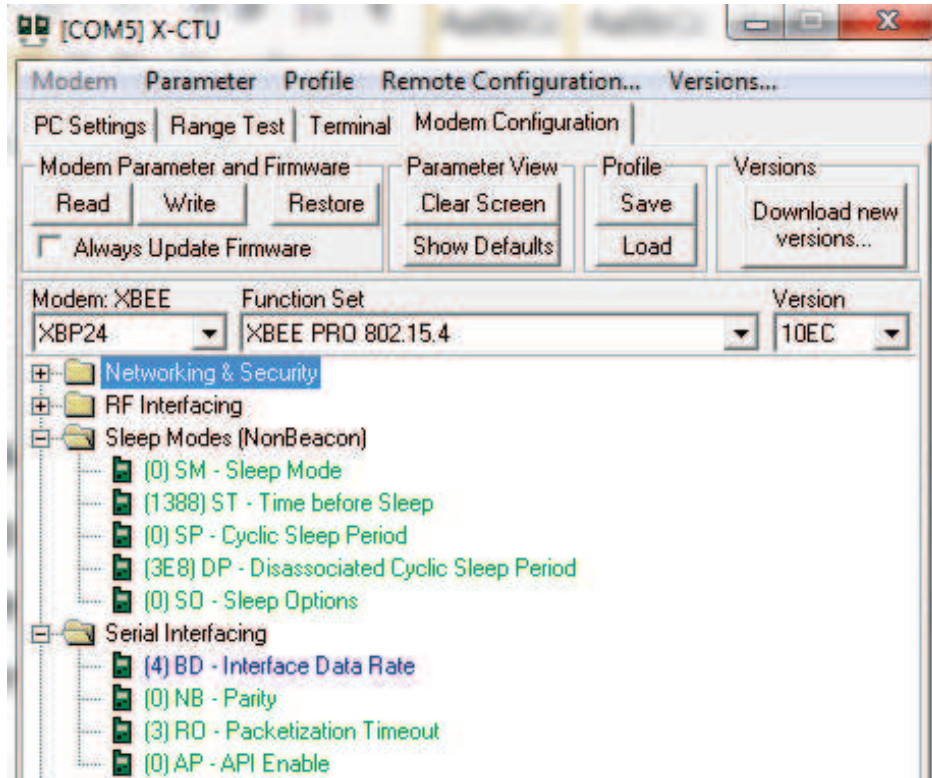 [COM5] X-CTU
Modem Parameter Profile Remote Configuration... Versions...
PC Settings Range Test Terminal Modem Configuration
Modem Parameter and Firmware Parameter View Profile Versions
Read Write Restore Clear Screen Save Download new versions...
Always Update Firmware Show Defaults Load
Modem: XBEE Function Set Version
XBP24 XBEE PRO 802.15.4 10EC
Networking & Security
RF Interfacing
Sleep Modes (NonBeacon)
(0) SM - Sleep Mode
(1388) ST - Time before Sleep
(0) SP - Cyclic Sleep Period
(3E8) DP - Disassociated Cyclic Sleep Period
(0) SO - Sleep Options
Serial Interfacing
(4) BD - Interface Data Rate
(0) NB - Parity
(3) RO - Packetization Timeout
(0) AP - API Enable